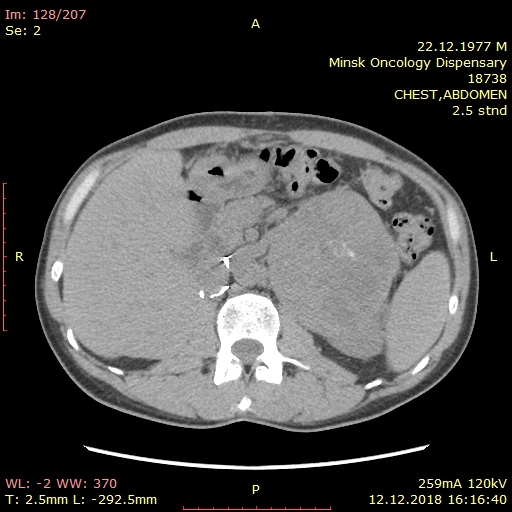 Im: 128/207
Se: 2
A
22.12.1977 M
Minsk Oncology Dispensary
18738
CHEST,ABDOMEN
2.5 stnd
R
L
WL: -2 WW: 370
T: 2.5mm L: -292.5mm
P
259mA 120kV
12.12.2018 16:16:40